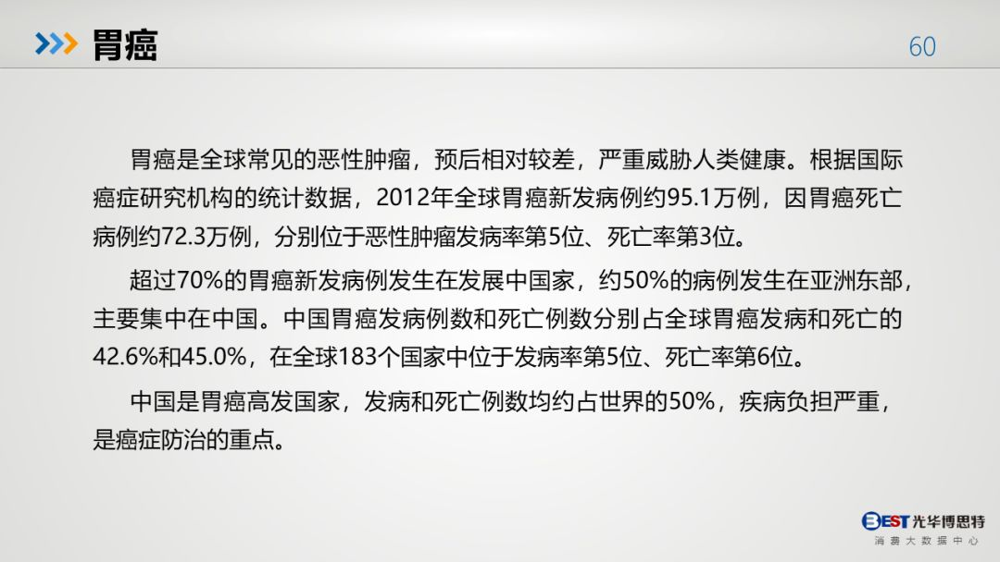 胃癌
60
胃癌是全球常见的恶性肿瘤，预后相对较差，严重威胁人类健康。根据国际
癌症研究机构的统计数据，2012年全球胃癌新发病例约95.1万例，因胃癌死亡
病例约72.3万例，分别位于恶性肿瘤发病率第5位、死亡率第3位。
超过70%的胃癌新发病例发生在发展中国家，约50%的病例发生在亚洲东部，
主要集中在中国。中国胃癌发病例数和死亡例数分别占全球胃癌发病和死亡的
42.6%和45.0%，在全球183个国家中位于发病率第5位、死亡率第6位。
中国是胃癌高发国家，发病和死亡例数均约占世界的50%，疾病负担严重，
是癌症防治的重点。
BEST光华博思特
消费大数据中心